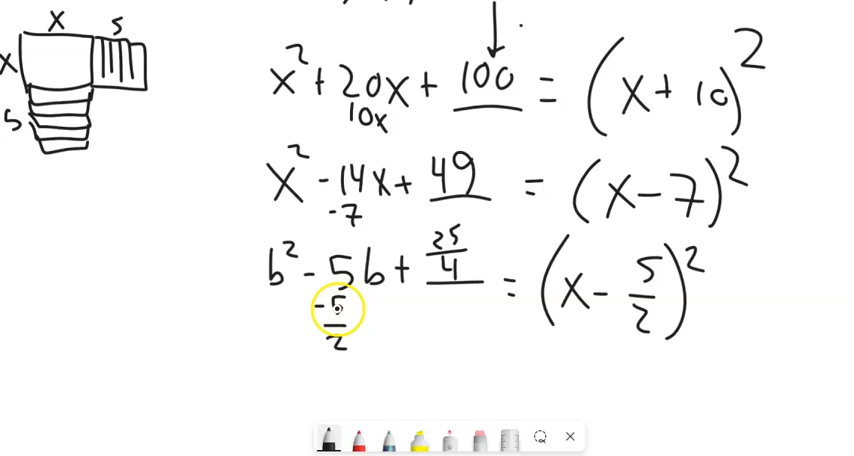 x 5
x
5
x² + 20x + 100 = (x + 10)²
10x
x² - 14x + 49 = (x - 7)²
-7
b² - 5b + 25/4 = (x - 5/2)²
-5/2